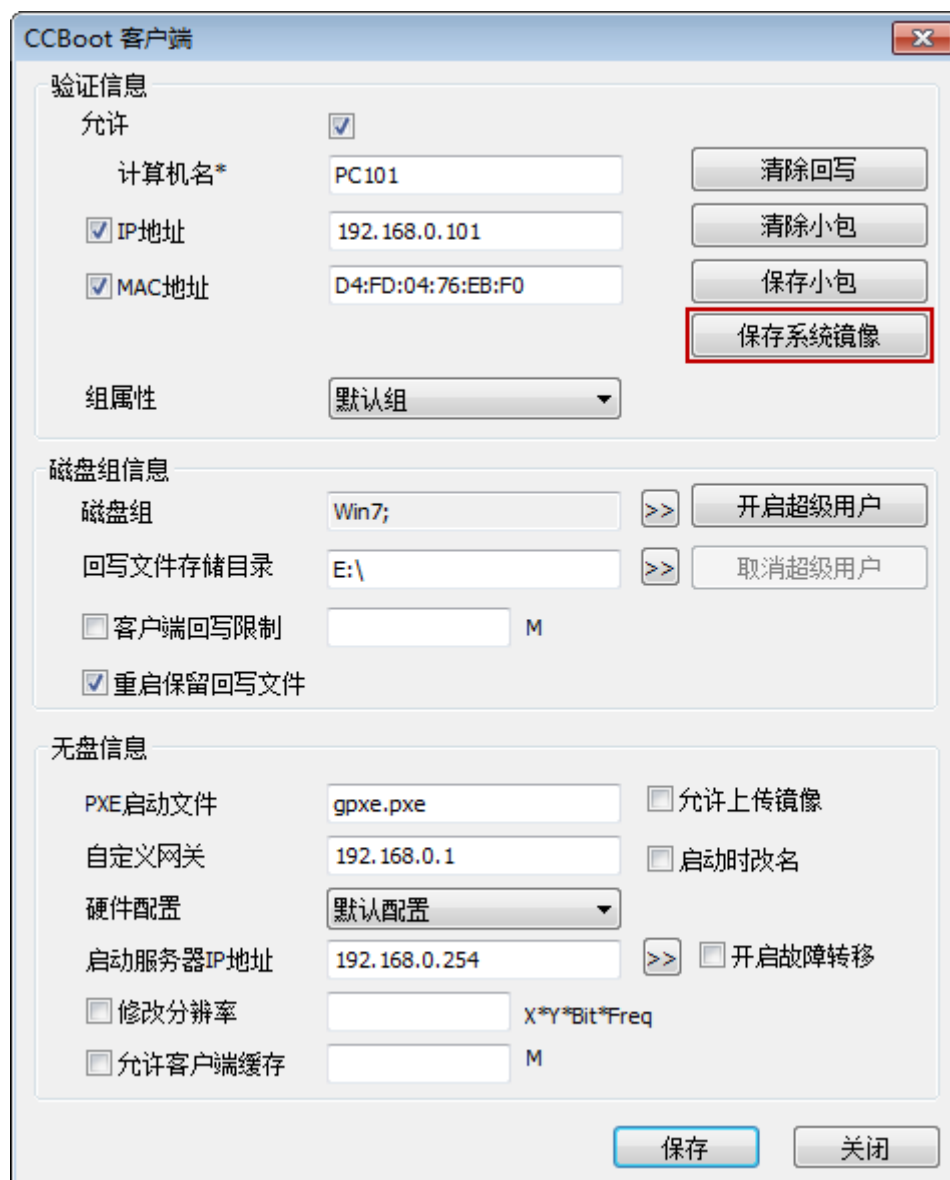 CCBoot 客户端
验证信息
允许
计算机名* PC101 清除回写
IP地址 192.168.0.101 清除小包
MAC地址 D4:FD:04:76:EB:F0 保存小包
保存系统镜像
组属性 默认组
磁盘组信息
磁盘组 Win7; >> 开启超级用户
回写文件存储目录 E:\ >> 取消超级用户
客户端回写限制 M
重启保留回写文件
无盘信息
PXE启动文件 gpxe.pxe 允许上传镜像
自定义网关 192.168.0.1 启动时改名
硬件配置 默认配置
启动服务器IP地址 192.168.0.254 >> 开启故障转移
修改分辨率 X*Y*Bit*Freq
允许客户端缓存 M
保存 关闭